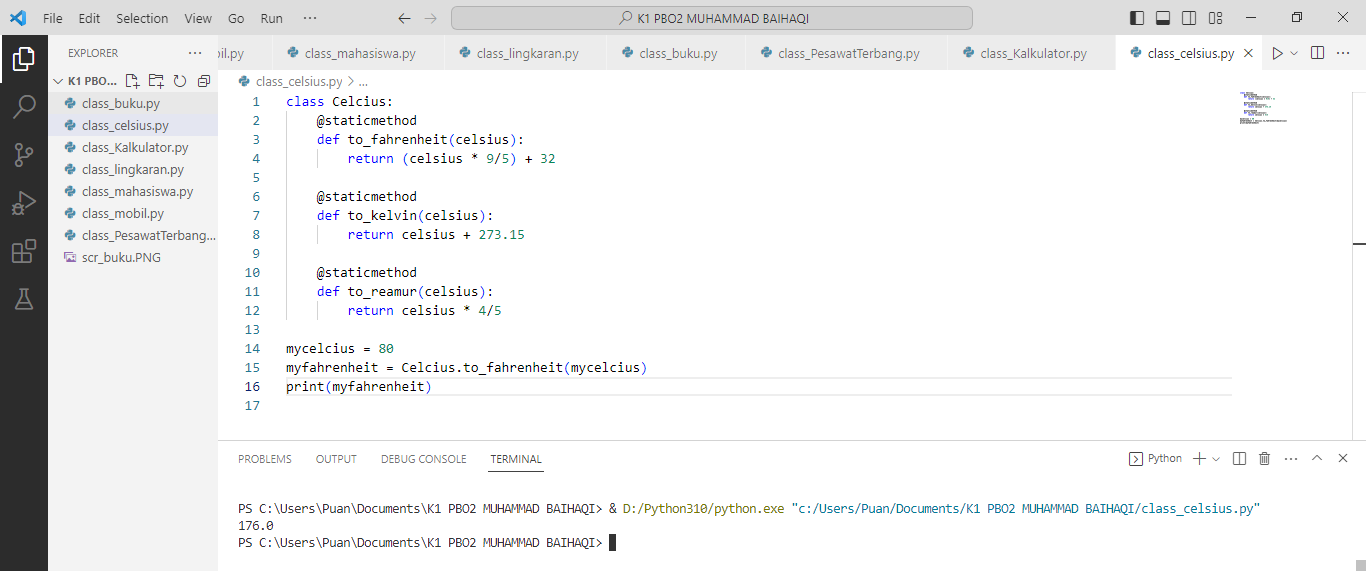 File Edit Selection View Go Run ··· K1 PBO2 MUHAMMAD BAIHAQI
EXPLORER ··· il.py class_mahasiswa.py class_lingkaran.py class_buku.py class_PesawatTerbang.py class_Kalkulator.py class_celsius.py
K1 PBO...
class_buku.py
class_celsius.py
class_Kalkulator.py
class_lingkaran.py
class_mahasiswa.py
class_mobil.py
class_PesawatTerbang...
scr_buku.PNG
class_celsius.py > ...
1 class Celcius:
2     @staticmethod
3     def to_fahrenheit(celsius):
4         return (celsius * 9/5) + 32
5
6     @staticmethod
7     def to_kelvin(celsius):
8         return celsius + 273.15
9
10     @staticmethod
11     def to_reamur(celsius):
12         return celsius * 4/5
13
14 mycelcius = 80
15 myfahrenheit = Celcius.to_fahrenheit(mycelcius)
16 print(myfahrenheit)
17
PROBLEMS OUTPUT DEBUG CONSOLE TERMINAL Python
PS C:\Users\Puan\Documents\K1 PBO2 MUHAMMAD BAIHAQI> & D:/Python310/python.exe "c:/Users/Puan/Documents/K1 PBO2 MUHAMMAD BAIHAQI/class_celsius.py"
176.0
PS C:\Users\Puan\Documents\K1 PBO2 MUHAMMAD BAIHAQI>